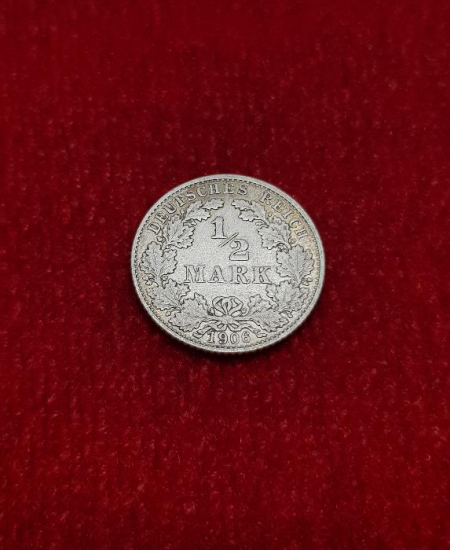 DEUTSCHES REICH
1/2
MARK
1906